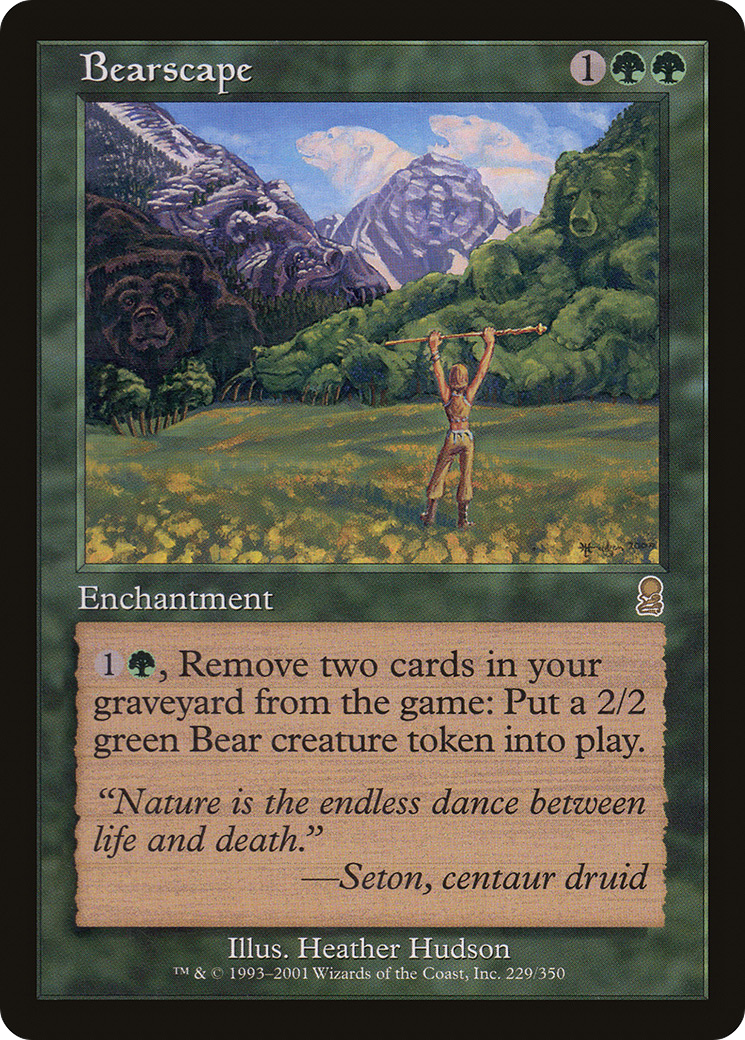 Bearscape 1
Enchantment
1, Remove two cards in your
graveyard from the game: Put a 2/2
green Bear creature token into play.
“Nature is the endless dance between
life and death.”
—Seton, centaur druid
Illus. Heather Hudson
™ & © 1993–2001 Wizards of the Coast, Inc. 229/350